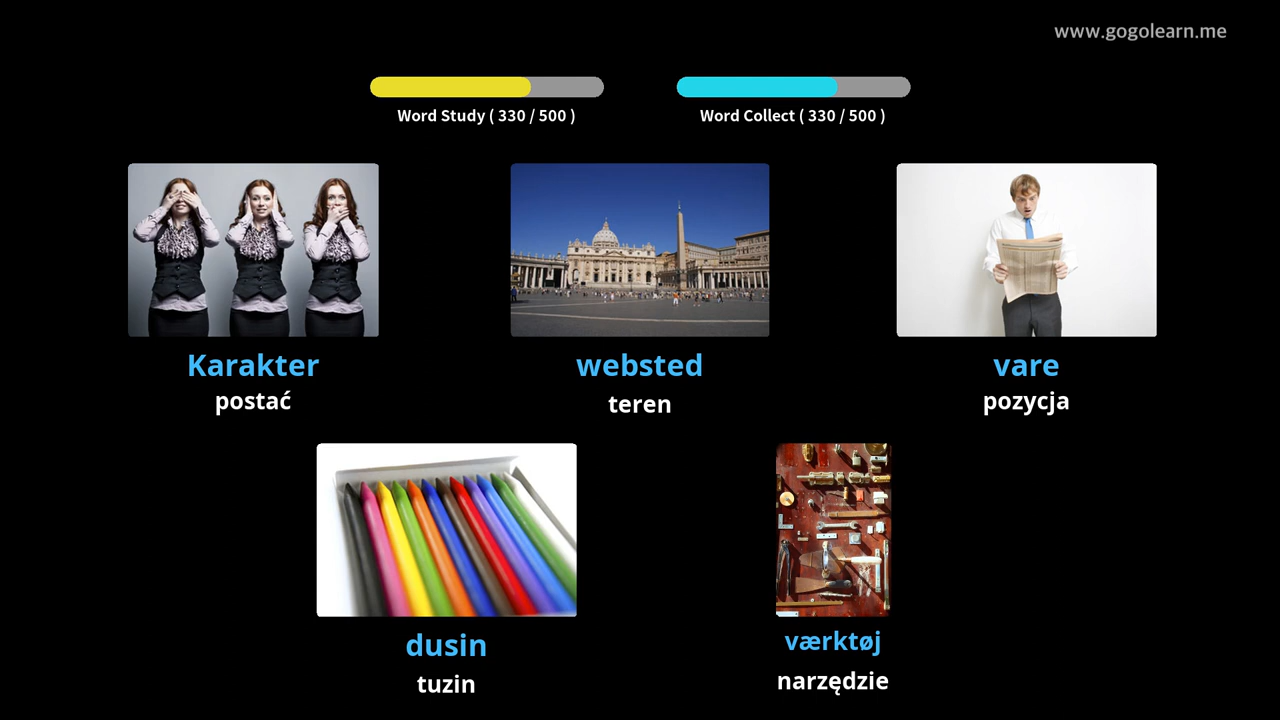 www.gogolearn.me
Word Study ( 330 / 500 )
Word Collect ( 330 / 500 )
Karakter
postać
websted
teren
vare
pozycja
dusin
tuzin
værktøj
narzędzie